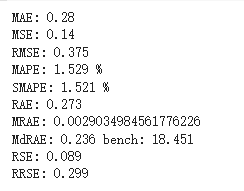 MAE: 0.28
MSE: 0.14
RMSE: 0.375
MAPE: 1.529 %
SMAPE: 1.521 %
RAE: 0.273
MRAE: 0.0029034984561776226
MdRAE: 0.236 bench: 18.451
RSE: 0.089
RRSE: 0.299